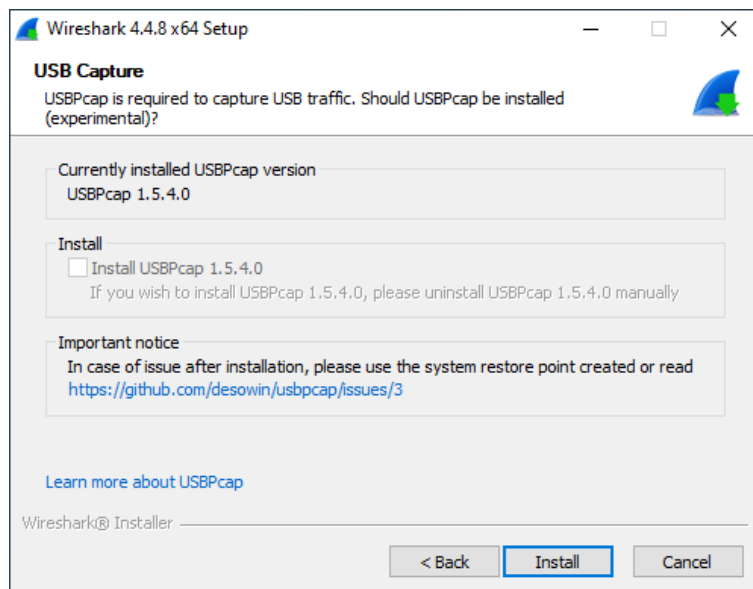 Wireshark 4.4.8 x64 Setup
USB Capture
USBPcap is required to capture USB traffic. Should USBPcap be installed
(experimental)?
Currently installed USBPcap version
USBPcap 1.5.4.0
Install
Install USBPcap 1.5.4.0
If you wish to install USBPcap 1.5.4.0, please uninstall USBPcap 1.5.4.0 manually
Important notice
In case of issue after installation, please use the system restore point created or read
https://github.com/desowin/usbpcap/issues/3
Learn more about USBPcap
Wireshark® Installer
< Back Install Cancel